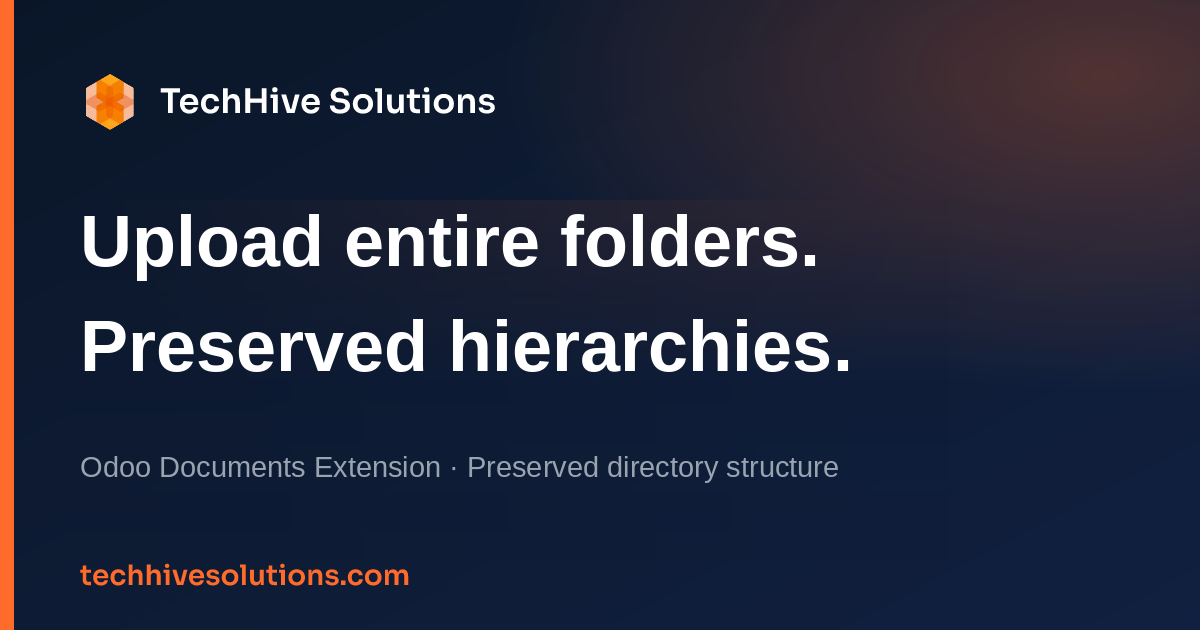 TechHive Solutions
Upload entire folders.
Preserved hierarchies.
Odoo Documents Extension · Preserved directory structure
techhivesolutions.com